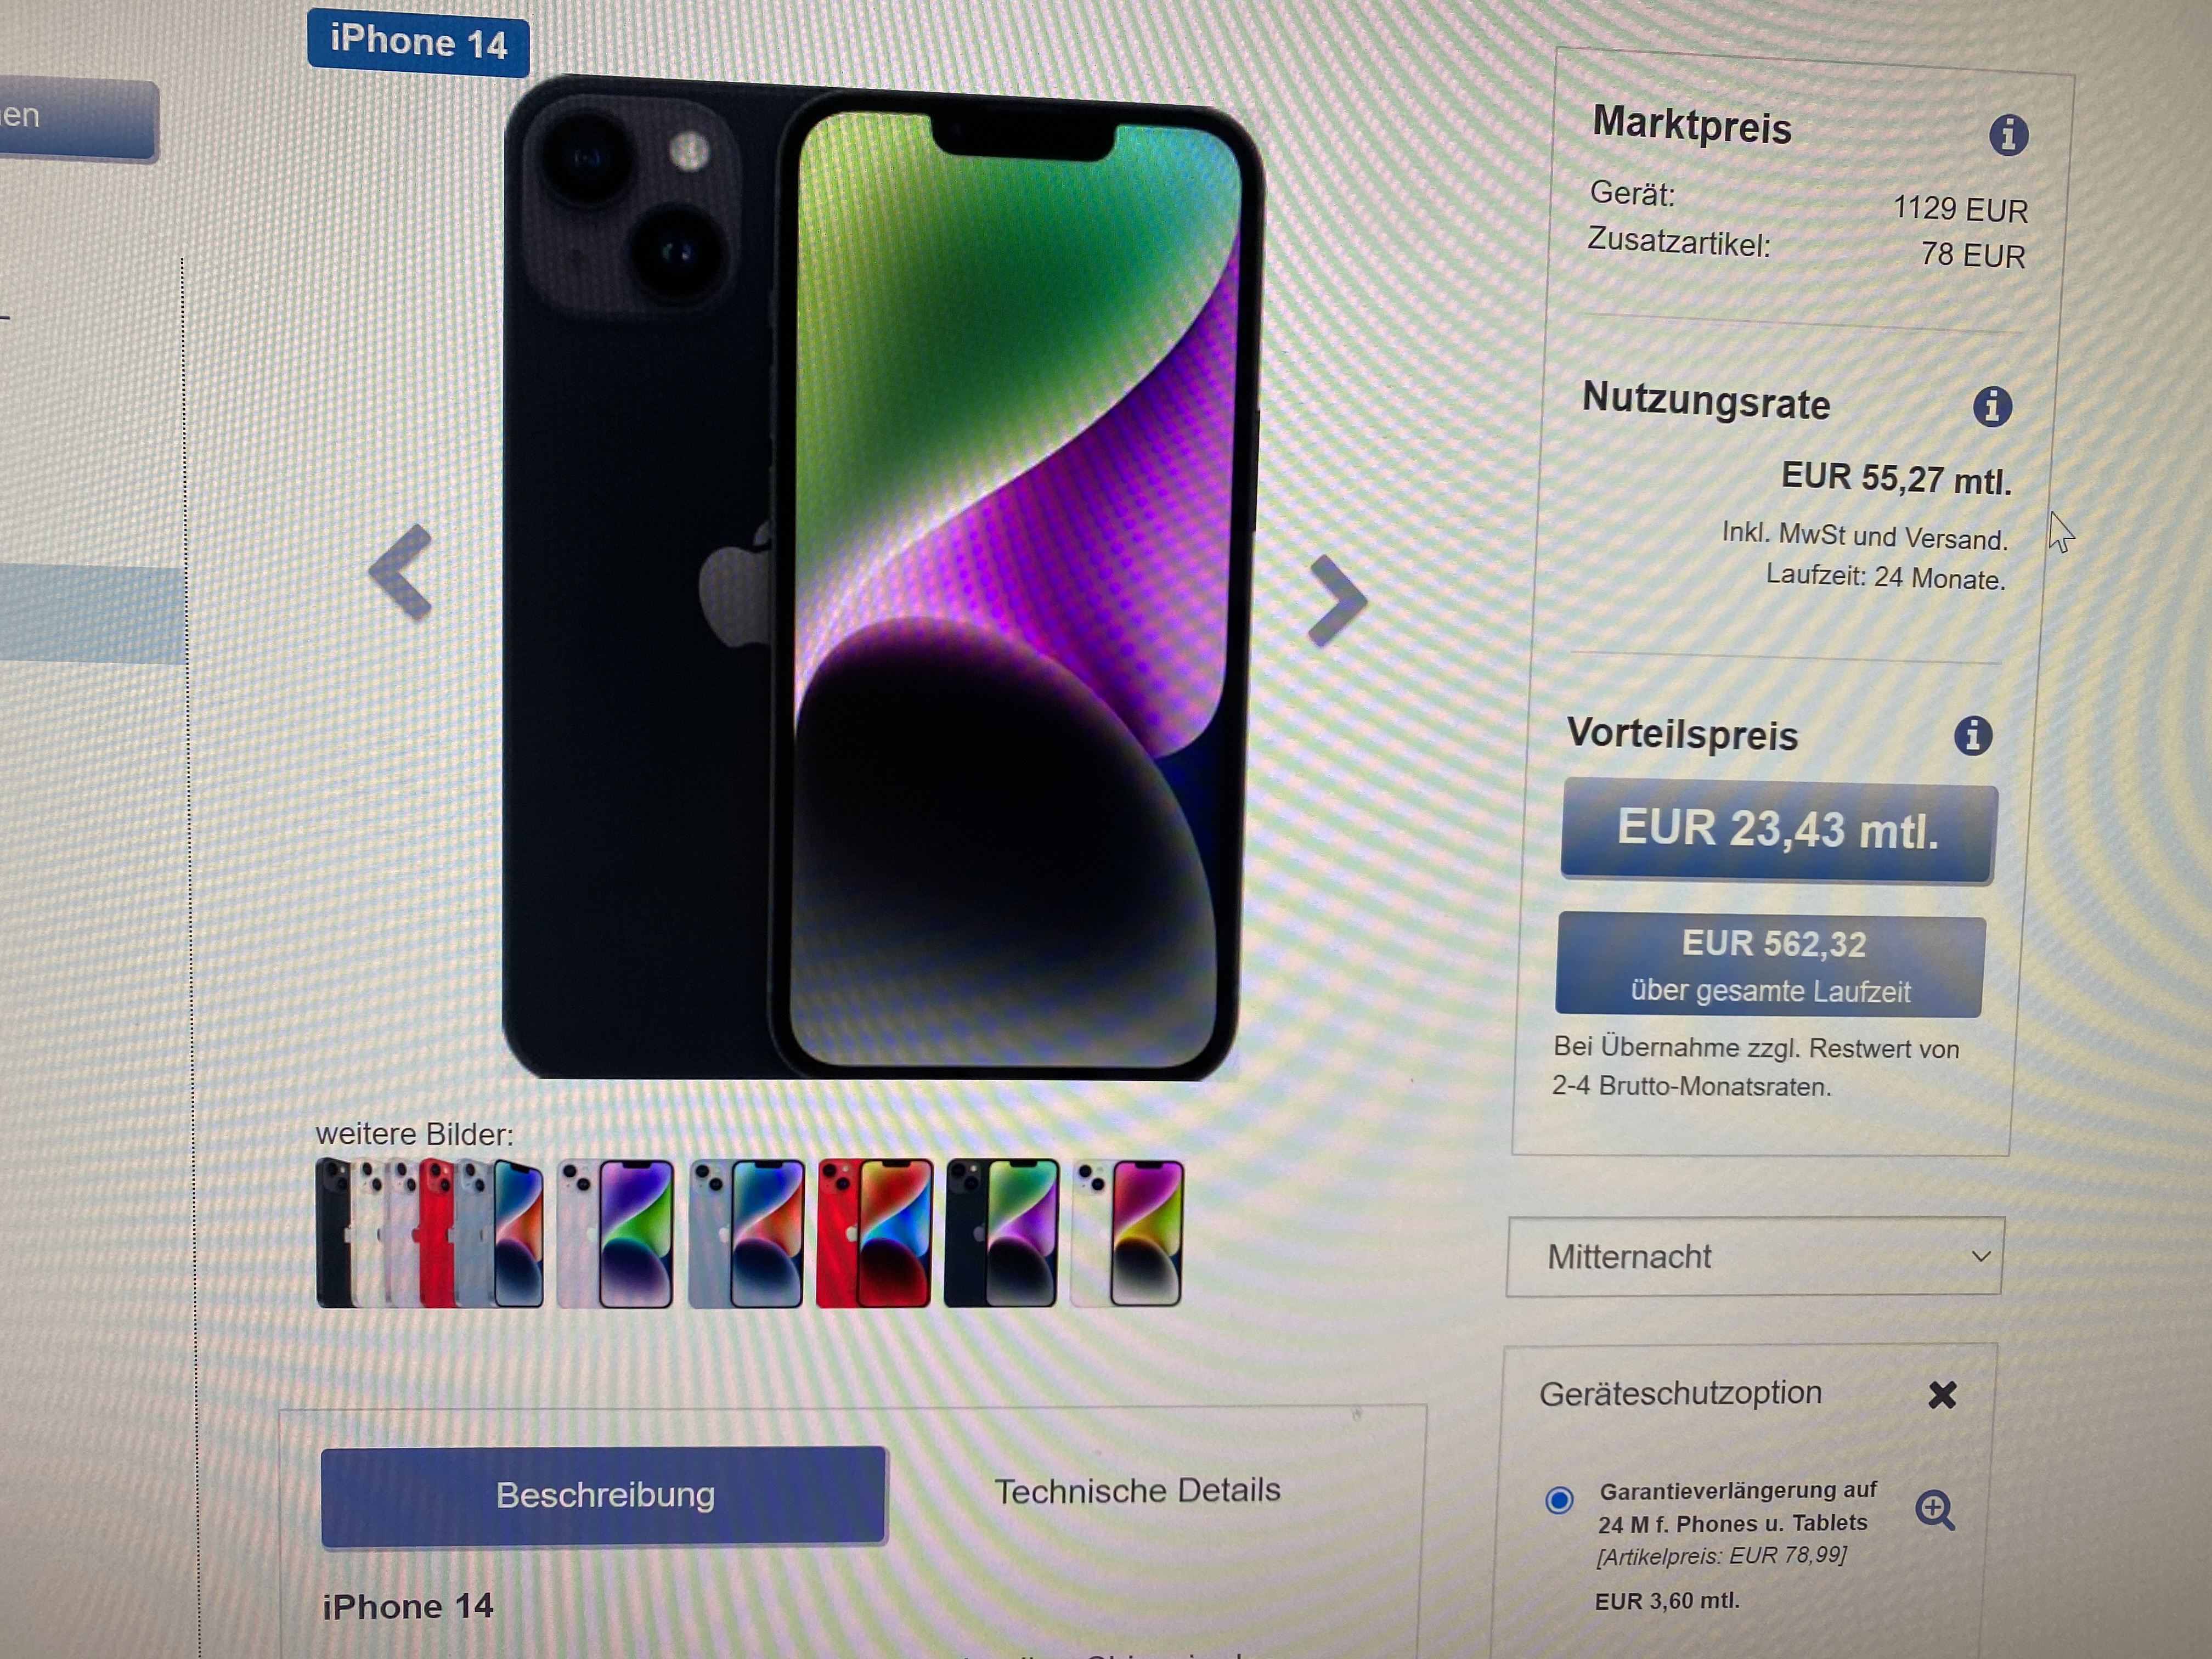 iPhone 14
en
Marktpreis
Gerät: 1129 EUR
Zusatzartikel: 78 EUR
Nutzungsrate
EUR 55,27 mtl.
Inkl. MwSt und Versand.
Laufzeit: 24 Monate.
Vorteilspreis
EUR 23,43 mtl.
EUR 562,32
über gesamte Laufzeit
Bei Übernahme zzgl. Restwert von
2-4 Brutto-Monatsraten.
weitere Bilder:
Mitternacht
Geräteschutzoption
Garantieverlängerung auf
24 M f. Phones u. Tablets
[Artikelpreis: EUR 78,99]
EUR 3,60 mtl.
Beschreibung
Technische Details
iPhone 14